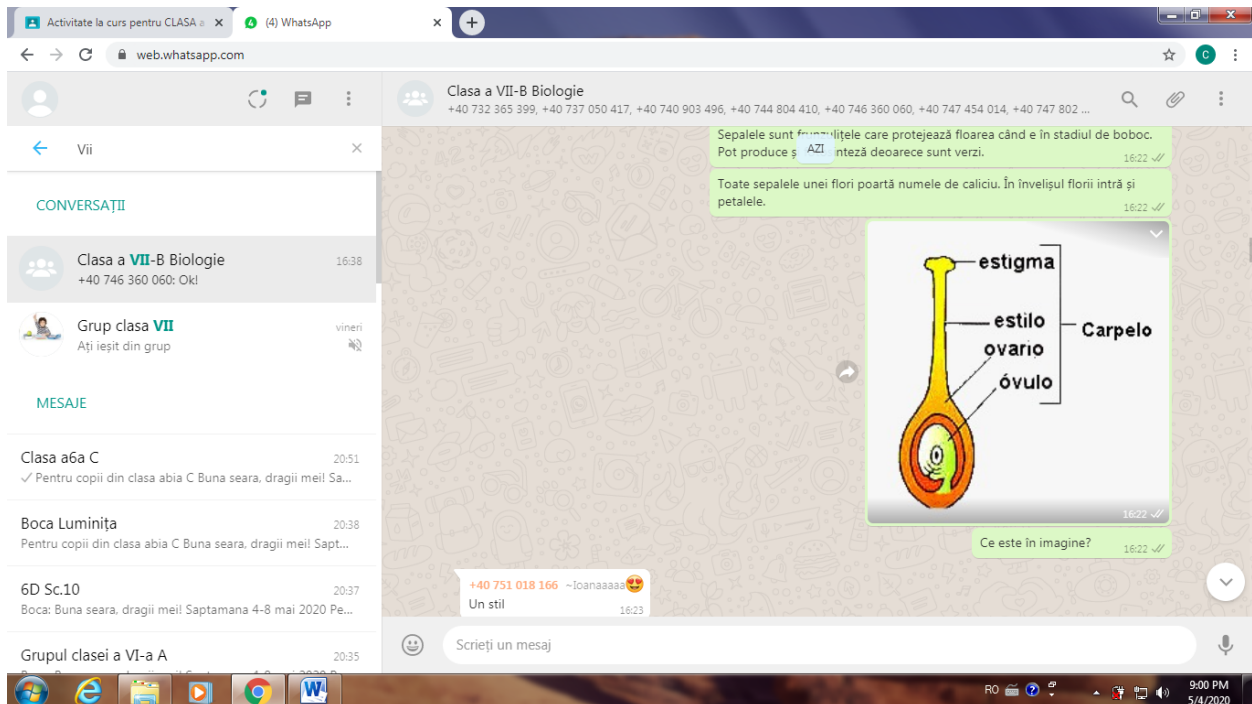 Activitate la curs pentru CLASA a
(4) WhatsApp
web.whatsapp.com
C
Vii
CONVERSAȚII
Clasa a VII-B Biologie
16:38
+40 746 360 060: Ok!
Grup clasa VII
vineri
Ați ieșit din grup
MESAJE
Clasa a6a C
20:51
Pentru copii din clasa abia C Buna seara, dragii mei! Sa...
Boca Luminița
20:38
Pentru copii din clasa abia C Buna seara, dragii mei! Sapt...
6D Sc.10
20:37
Boca: Buna seara, dragii mei! Saptamana 4-8 mai 2020 Pe...
Grupul clasei a VI-a A
20:35
Clasa a VII-B Biologie
+40 732 365 399, +40 737 050 417, +40 740 903 496, +40 744 804 410, +40 746 360 060, +40 747 454 014, +40 747 802 ...
Sepalele sunt frunzulițele care protejează floarea când e în stadiul de boboc.
AZI
Pot produce și inteză deoarece sunt verzi.
16:22
Toate sepalele unei flori poartă numele de caliciu. În învelișul florii intră și
petalele.
16:22
estigma
estilo
Carpelo
ovario
óvulo
16:22
Ce este în imagine?
16:22
+40 751 018 166 ~Ioanaaaaa😍
Un stil
16:23
Scrieți un mesaj
RO
9:00 PM
5/4/2020